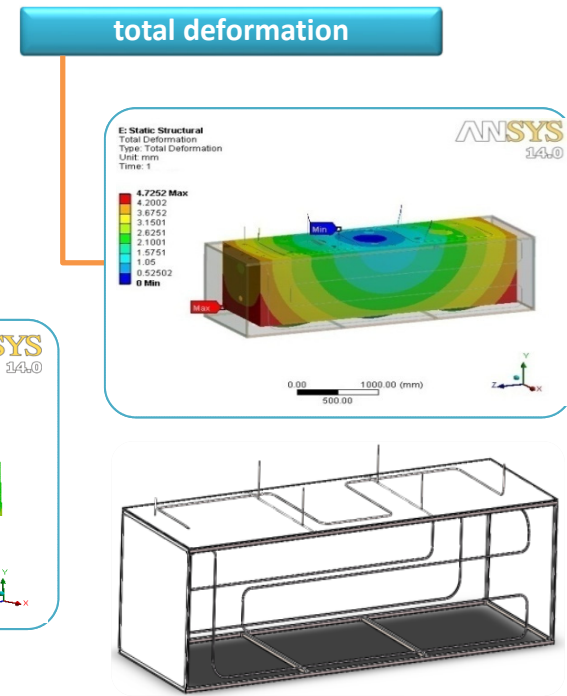 total deformation
E: Static Structural
Total Deformation
Type: Total Deformation
Unit: mm
Time: 1
ANSYS
14.0
4.7252 Max
4.2002
3.6752
3.1501
2.6251
2.1001
1.5751
1.05
0.52502
0 Min
Min
Max
0.00 1000.00 (mm)
500.00
Y
Z X
SYS
14.0
Y
X